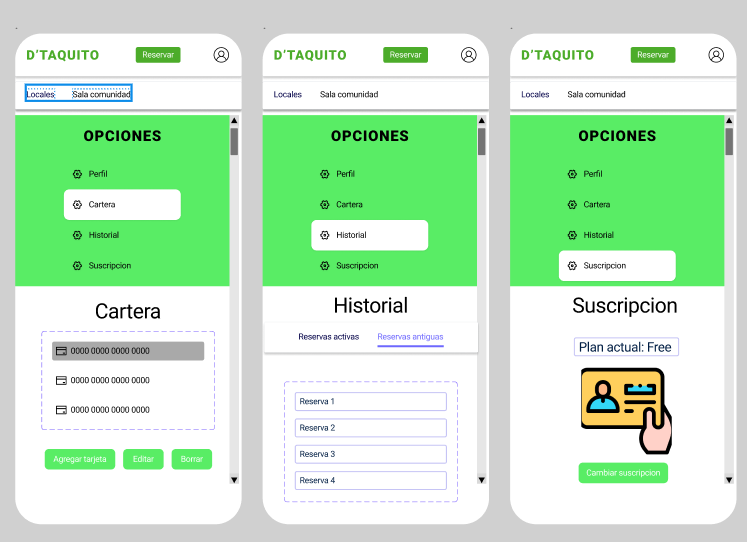 D'TAQUITO Reservar
Locales Sala comunidad
OPCIONES
Perfil
Cartera
Historial
Suscripcion
Cartera
0000 0000 0000 0000
0000 0000 0000 0000
0000 0000 0000 0000
Agregar tarjeta Editar Borrar
D'TAQUITO Reservar
Locales Sala comunidad
OPCIONES
Perfil
Cartera
Historial
Suscripcion
Historial
Reservas activas Reservas antiguas
Reserva 1
Reserva 2
Reserva 3
Reserva 4
D'TAQUITO Reservar
Locales Sala comunidad
OPCIONES
Perfil
Cartera
Historial
Suscripcion
Suscripcion
Plan actual: Free
Cambiar suscripcion